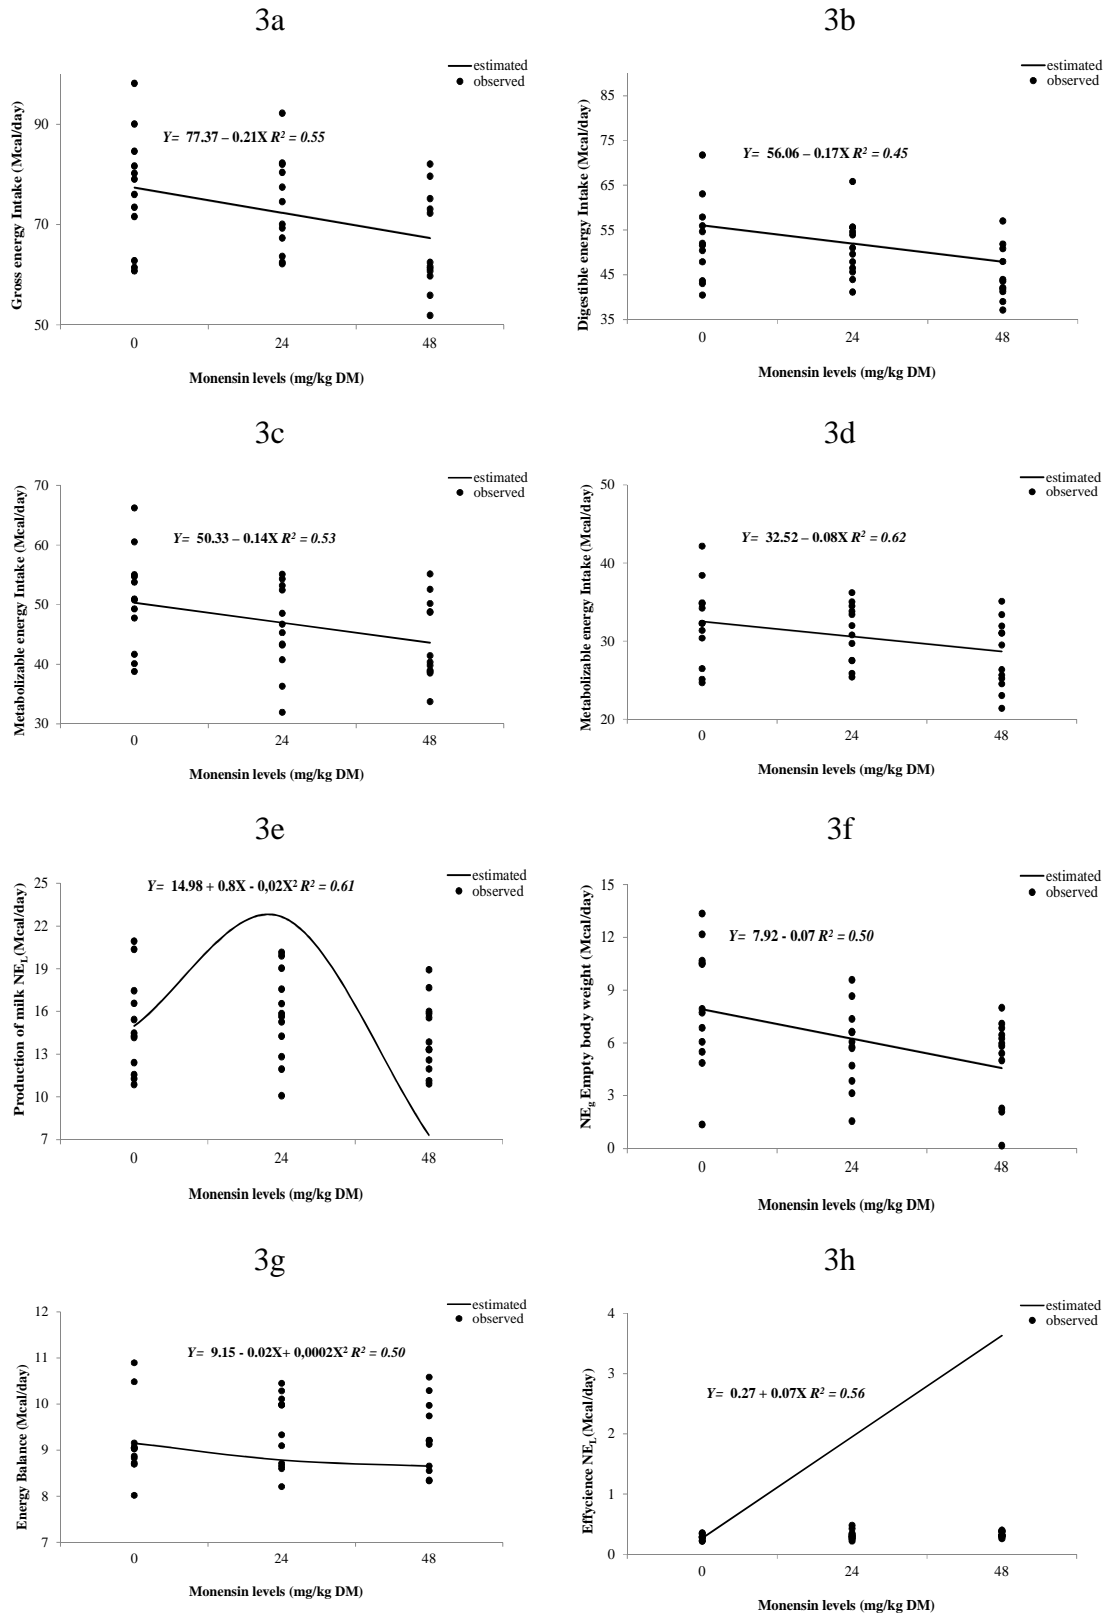 3a
estimated
observed
Gross energy Intake (Mcal/day)
Y= 77.37 – 0.21X R² = 0.55
90
70
50
0 24 48
Monensin levels (mg/kg DM)
3b
estimated
observed
Digestible energy Intake (Mcal/day)
Y= 56.06 – 0.17X R² = 0.45
85
75
65
55
45
35
0 24 48
Monensin levels (mg/kg DM)
3c
estimated
observed
Metabolizable energy Intake (Mcal/day)
Y= 50.33 – 0.14X R² = 0.53
70
60
50
40
30
0 24 48
Monensin levels (mg/kg DM)
3d
estimated
observed
Metabolizable energy Intake (Mcal/day)
Y= 32.52 – 0.08X R² = 0.62
50
40
30
20
0 24 48
Monensin levels (mg/kg DM)
3e
estimated
observed
Production of milk NEL(Mcal/day)
Y= 14.98 + 0.8X - 0,02X² R² = 0.61
25
22
19
16
13
10
7
0 24 48
Monensin levels (mg/kg DM)
3f
estimated
observed
NEg Empty body weight (Mcal/day)
Y= 7.92 - 0.07 R² = 0.50
15
12
9
6
3
0
0 24 48
Monensin levels (mg/kg DM)
3g
estimated
observed
Energy Balance (Mcal/day)
Y= 9.15 - 0.02X+ 0,0002X² R² = 0.50
12
11
10
9
8
7
0 24 48
Monensin levels (mg/kg DM)
3h
estimated
observed
Effycience NEL(Mcal/day)
Y= 0.27 + 0.07X R² = 0.56
4
3
2
1
0
0 24 48
Monensin levels (mg/kg DM)